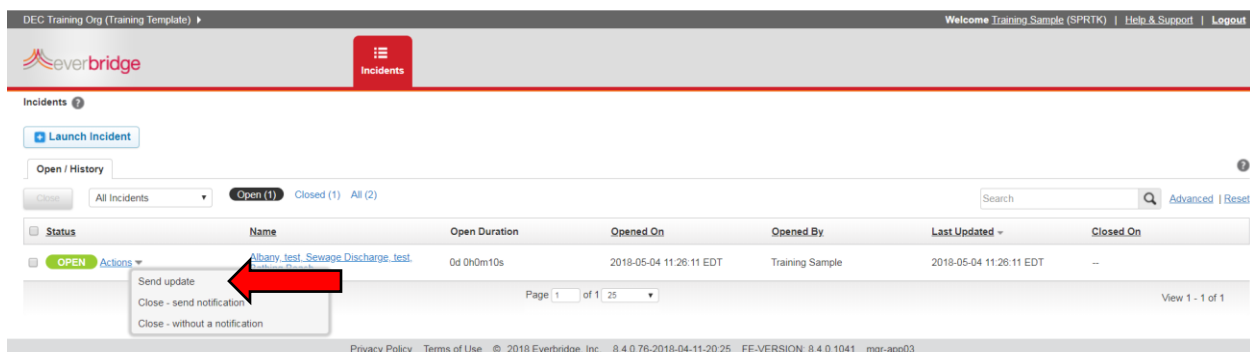 DEC Training Org (Training Template) Welcome Training Sample (SPRTK) | Help & Support | Logout
everbridge
Incidents
Incidents ?
Launch Incident
Open / History ?
Close All Incidents Open (1) Closed (1) All (2) Search Advanced | Reset
Status Name Open Duration Opened On Opened By Last Updated Closed On
OPEN Actions Albany, test, Sewage Discharge, test, 0d 0h0m10s 2018-05-04 11:26:11 EDT Training Sample 2018-05-04 11:26:11 EDT --
Send update
Close - send notification
Close - without a notification
Page 1 of 1 25 View 1 - 1 of 1
Privacy Policy Terms of Use © 2018 Everbridge, Inc. 8.4.0.76-2018-04-11-20:25 FE-VERSION: 8.4.0.1041 mgr-app03